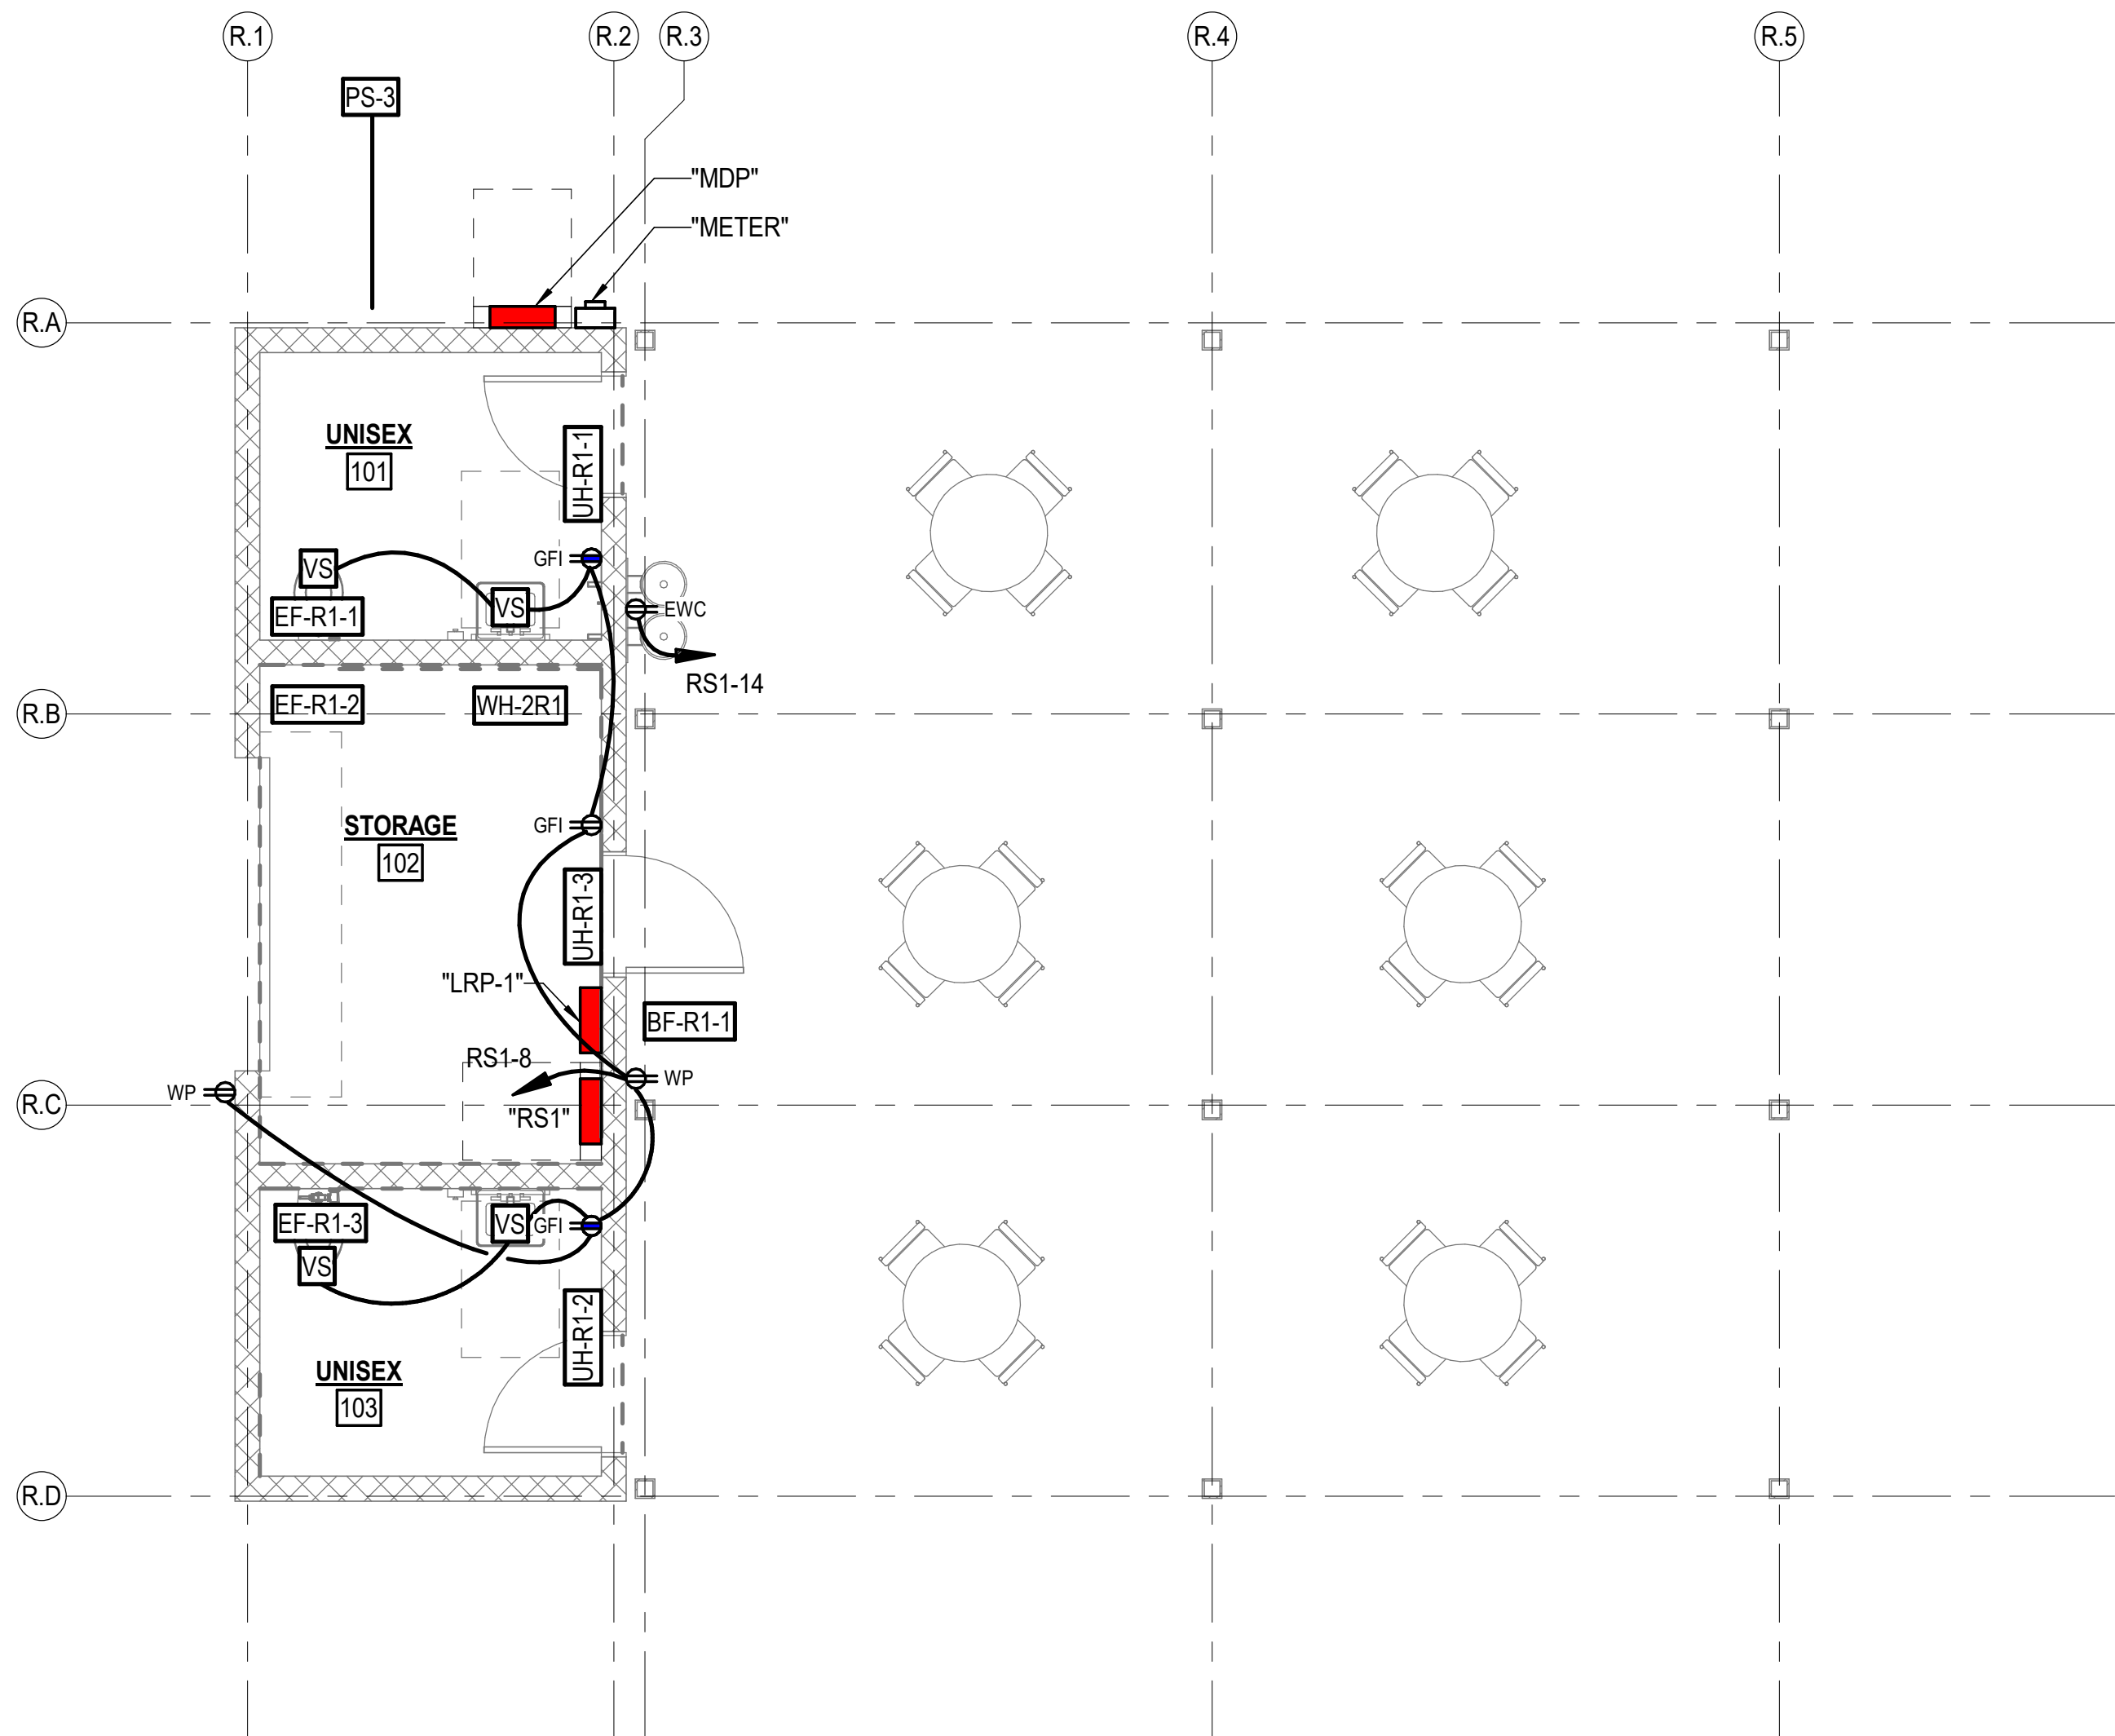 R.1
R.2
R.3
R.4
R.5
PS-3
"MDP"
"METER"
R.A
UNISEX
101
UH-R1-1
GFI
VS
EF-R1-1
VS
EWC
RS1-14
EF-R1-2
WH-2R1
R.B
STORAGE
102
GFI
UH-R1-3
"LRP-1"
BF-R1-1
RS1-8
WP
WP
R.C
"RS1"
EF-R1-3
VS
GFI
VS
UH-R1-2
UNISEX
103
R.D